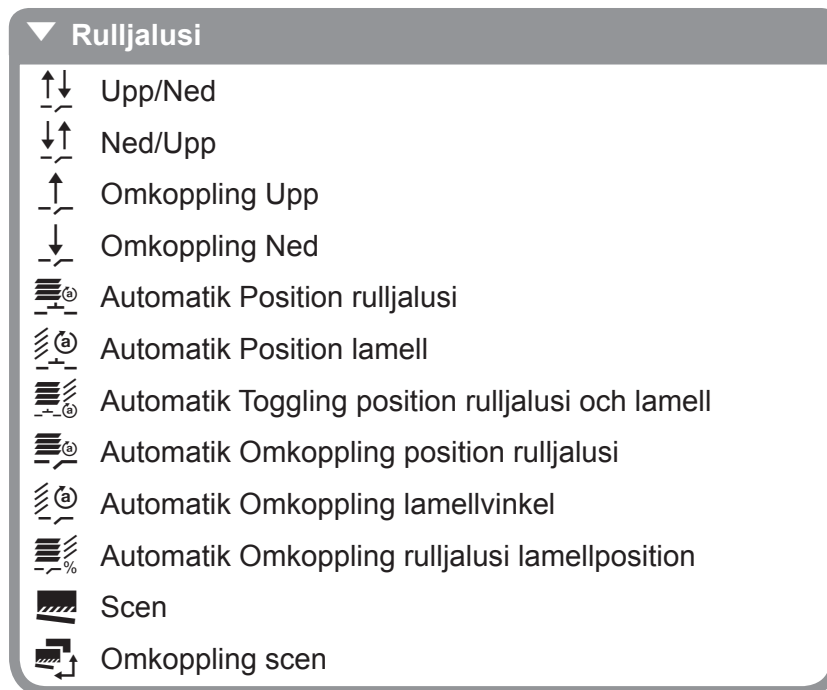 Rulljalusi
Upp/Ned
Ned/Upp
Omkoppling Upp
Omkoppling Ned
Automatik Position rulljalusi
Automatik Position lamell
Automatik Toggling position rulljalusi och lamell
Automatik Omkoppling position rulljalusi
Automatik Omkoppling lamellvinkel
Automatik Omkoppling rulljalusi lamellposition
Scen
Omkoppling scen